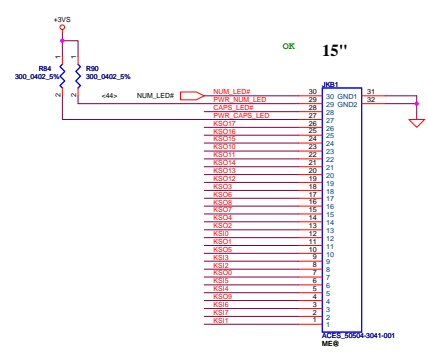 +3VS
OK
15"
R84
300_0402_5%
R90
300_0402_5%
1
1
2
2
<44>
NUM_LED#
JKB1
NUM_LED# 30 30 GND1 31
PWR_NUM_LED 29 29 GND2 32
CAPS_LED# 28 28
PWR_CAPS_LED 27 27
KSO17 26 26
KSO16 25 25
KSO15 24 24
KSO10 23 23
KSO11 22 22
KSO14 21 21
KSO13 20 20
KSO12 19 19
KSO3 18 18
KSO6 17 17
KSO8 16 16
KSO7 15 15
KSO4 14 14
KSO2 13 13
KSI0 12 12
KSO1 11 11
KSO5 10 10
KSI3 9 9
KSI2 8 8
KSO0 7 7
KSI5 6 6
KSI4 5 5
KSO9 4 4
KSI6 3 3
KSI7 2 2
KSI1 1 1
ACES_50504-3041-001
ME@